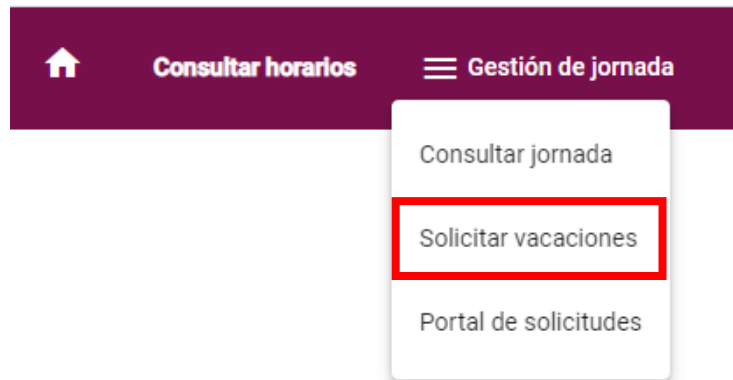 Consultar horarios Gestión de jornada
Consultar jornada
Solicitar vacaciones
Portal de solicitudes